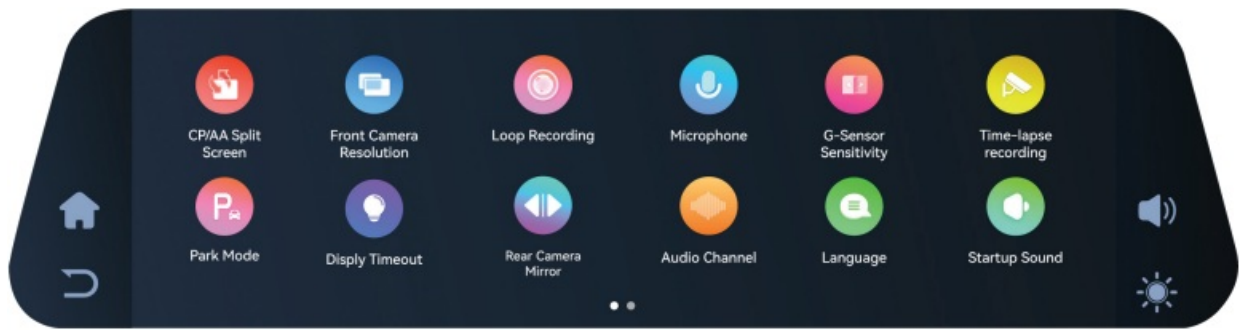 CP/AA Split
Screen
Front Camera
Resolution
Loop Recording
Microphone
G-Sensor
Sensitivity
Time-lapse
recording
P
Park Mode
Disply Timeout
Rear Camera
Mirror
Audio Channel
Language
Startup Sound